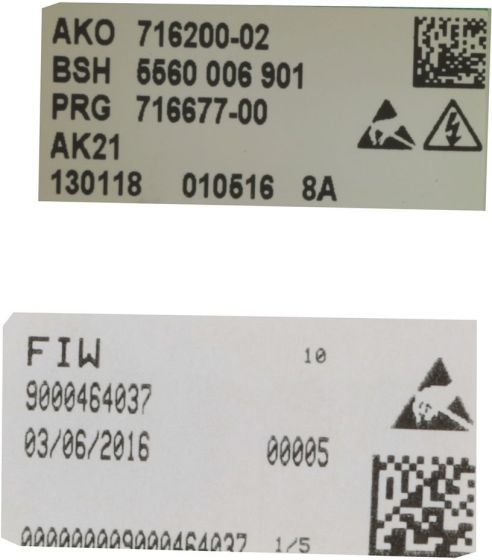 AKO 716200-02
BSH 5560 006 901
PRG 716677-00
AK21
130118 010516 8A
FIW 10
9000464037
03/06/2016 00005
000000009000464037 1/5